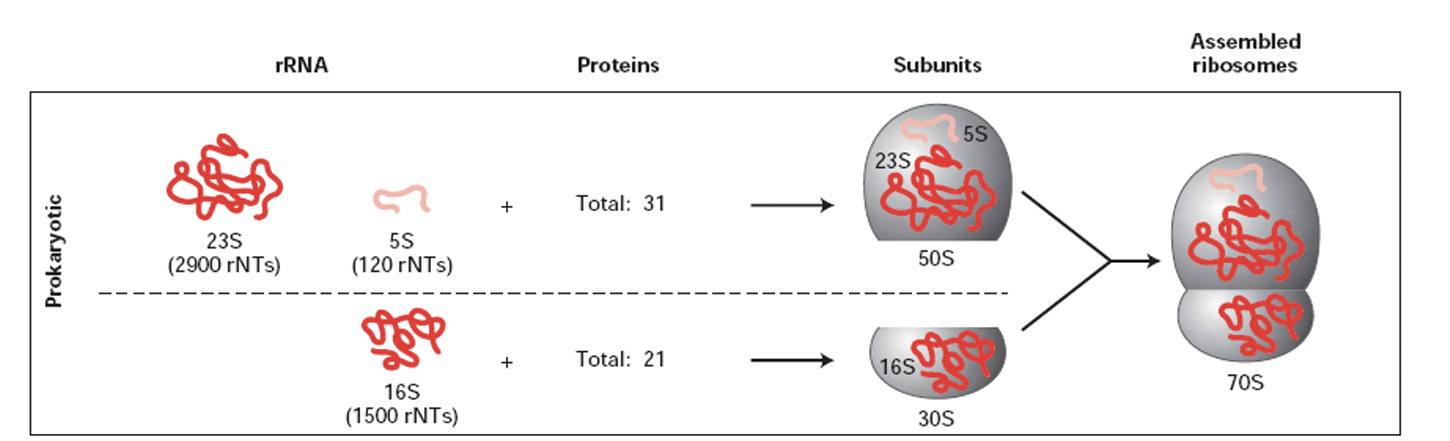 rRNA
Proteins
Subunits
Assembled
ribosomes
Prokaryotic
23S
(2900 rNTs)
5S
(120 rNTs)
+
Total: 31
5S
23S
50S
16S
(1500 rNTs)
+
Total: 21
16S
30S
70S